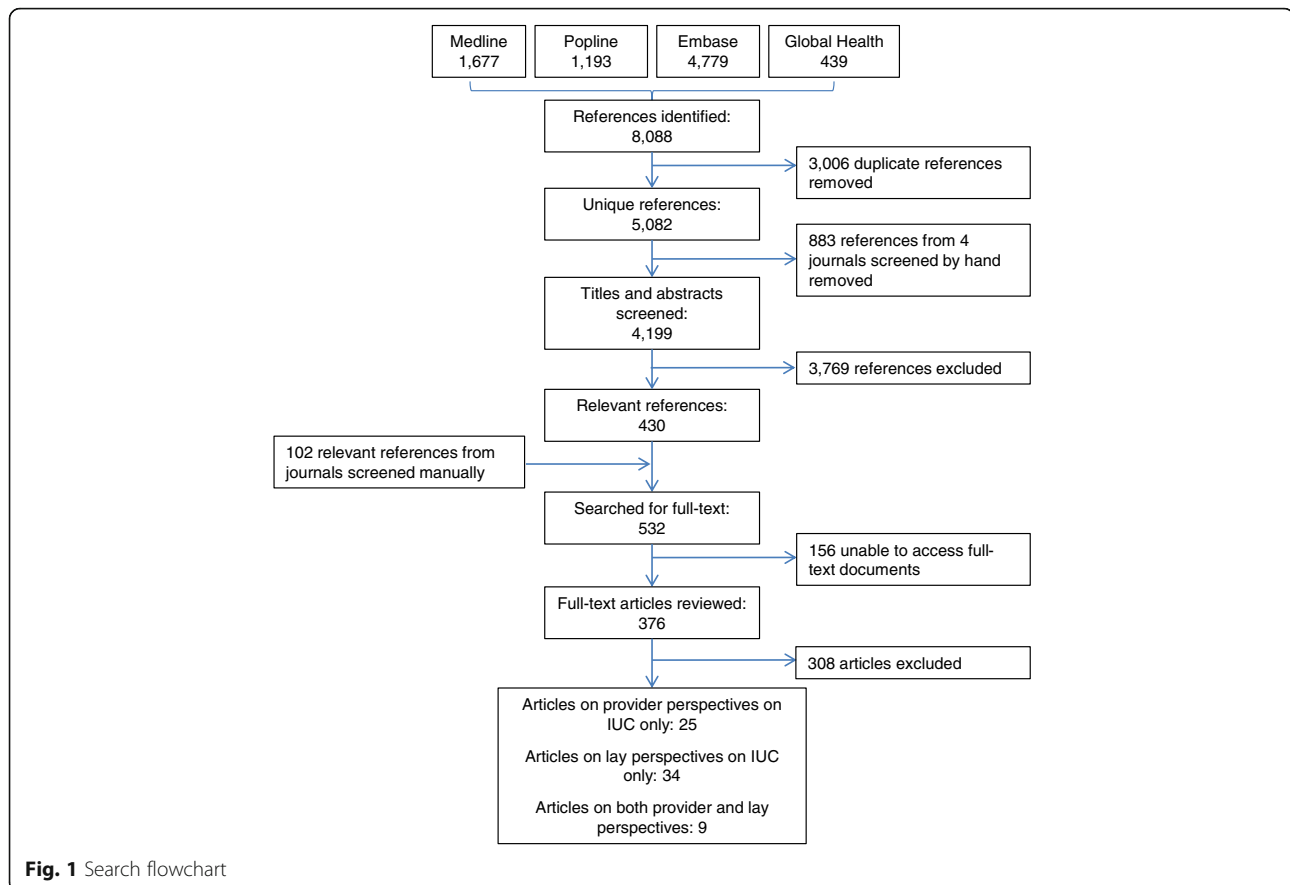 Medline
1,677
Popline
1,193
Embase
4,779
Global Health
439
References identified:
8,088
3,006 duplicate references
removed
Unique references:
5,082
883 references from 4
journals screened by hand
removed
Titles and abstracts
screened:
4,199
3,769 references excluded
Relevant references:
430
102 relevant references from
journals screened manually
Searched for full-text:
532
156 unable to access full-
text documents
Full-text articles reviewed:
376
308 articles excluded
Articles on provider perspectives on
IUC only: 25
Articles on lay perspectives on IUC
only: 34
Articles on both provider and lay
perspectives: 9
Fig. 1 Search flowchart